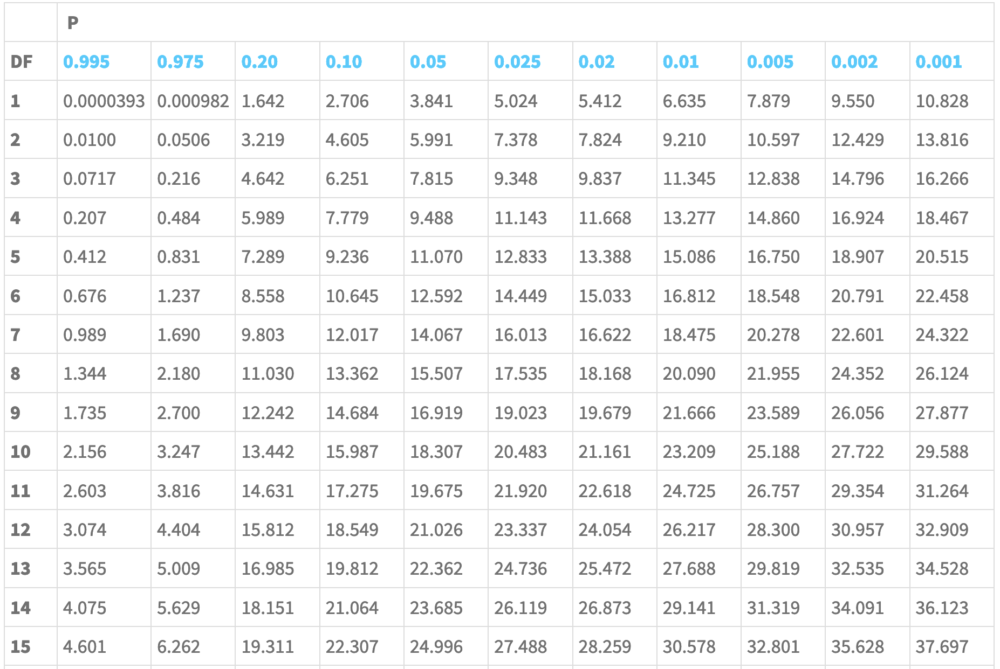 P
DF 0.995 0.975 0.20 0.10 0.05 0.025 0.02 0.01 0.005 0.002 0.001
1 0.0000393 0.000982 1.642 2.706 3.841 5.024 5.412 6.635 7.879 9.550 10.828
2 0.0100 0.0506 3.219 4.605 5.991 7.378 7.824 9.210 10.597 12.429 13.816
3 0.0717 0.216 4.642 6.251 7.815 9.348 9.837 11.345 12.838 14.796 16.266
4 0.207 0.484 5.989 7.779 9.488 11.143 11.668 13.277 14.860 16.924 18.467
5 0.412 0.831 7.289 9.236 11.070 12.833 13.388 15.086 16.750 18.907 20.515
6 0.676 1.237 8.558 10.645 12.592 14.449 15.033 16.812 18.548 20.791 22.458
7 0.989 1.690 9.803 12.017 14.067 16.013 16.622 18.475 20.278 22.601 24.322
8 1.344 2.180 11.030 13.362 15.507 17.535 18.168 20.090 21.955 24.352 26.124
9 1.735 2.700 12.242 14.684 16.919 19.023 19.679 21.666 23.589 26.056 27.877
10 2.156 3.247 13.442 15.987 18.307 20.483 21.161 23.209 25.188 27.722 29.588
11 2.603 3.816 14.631 17.275 19.675 21.920 22.618 24.725 26.757 29.354 31.264
12 3.074 4.404 15.812 18.549 21.026 23.337 24.054 26.217 28.300 30.957 32.909
13 3.565 5.009 16.985 19.812 22.362 24.736 25.472 27.688 29.819 32.535 34.528
14 4.075 5.629 18.151 21.064 23.685 26.119 26.873 29.141 31.319 34.091 36.123
15 4.601 6.262 19.311 22.307 24.996 27.488 28.259 30.578 32.801 35.628 37.697